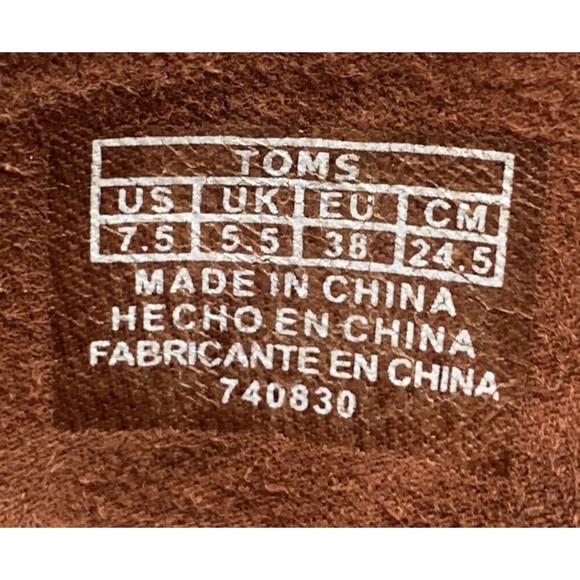 TOMS
US UK EU CM
7.5 5.5 38 24.5
MADE IN CHINA
HECHO EN CHINA
FABRICANTE EN CHINA
740830